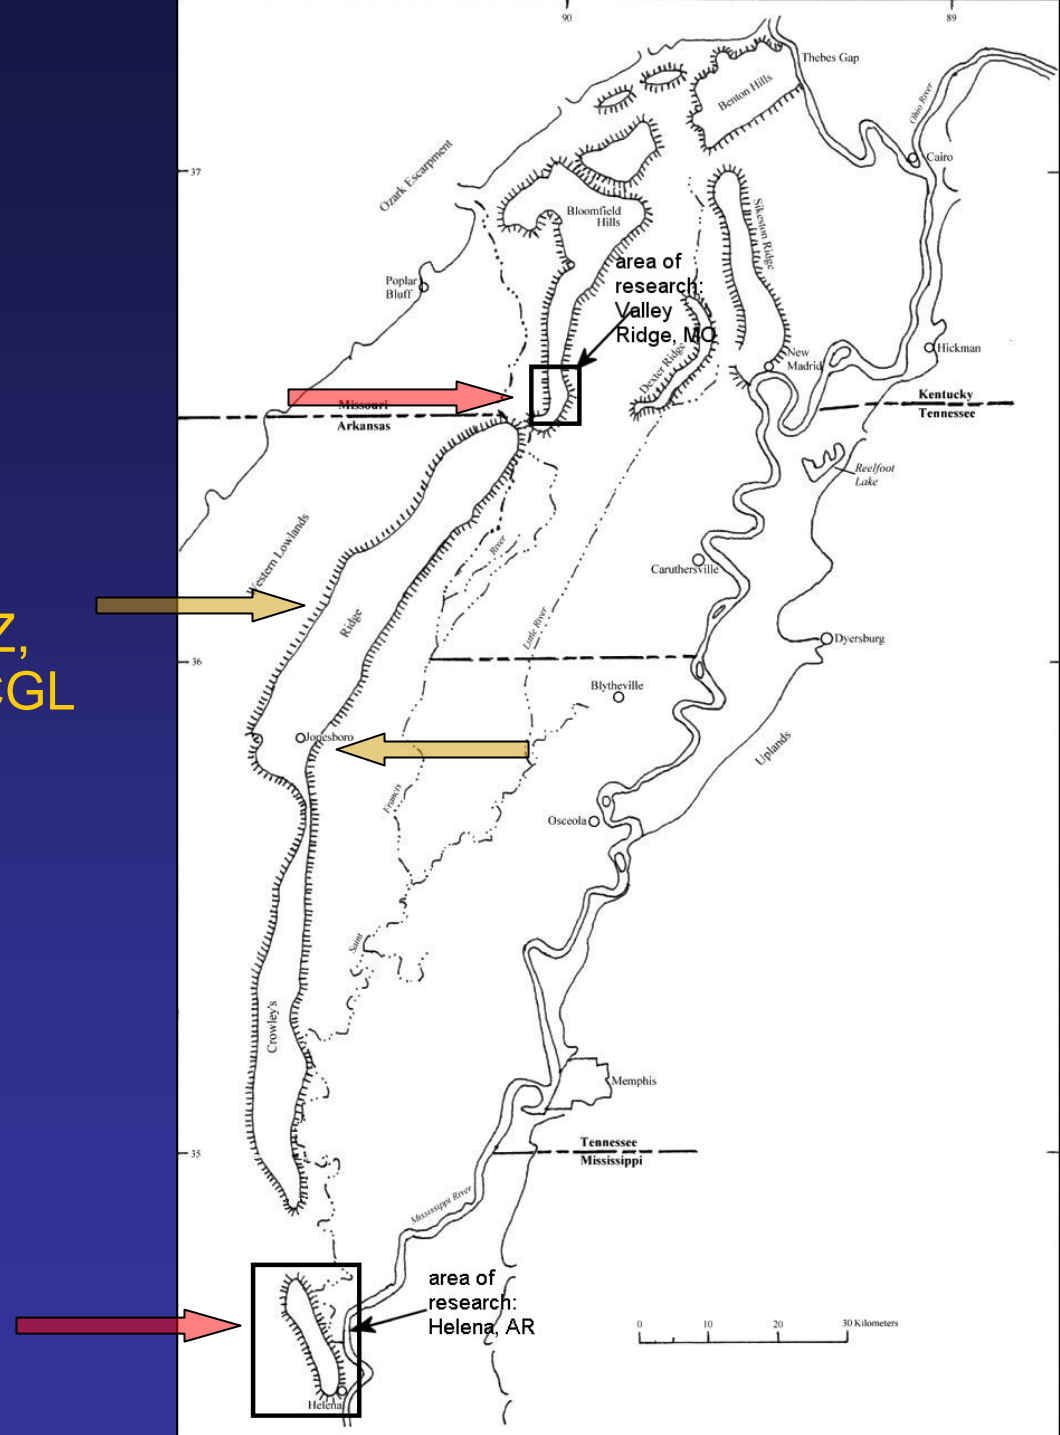 90
89
Thebes Gap
Benton Hills
Ohio River
Cairo
37
Ozark Escarpment
Bloomfield
Hills
Sikeston Ridge
area of
research:
Valley
Ridge, MO
Poplar
Bluff
Dexter Ridge
New
Madrid
Hickman
Missouri
Arkansas
Kentucky
Tennessee
Reelfoot
Lake
Western Lowlands
River
Caruthersville
Ridge
Little River
Z,
CGL
36
Dyersburg
Blytheville
Jonesboro
Uplands
Francis
Osceola
Saint
Crowley's
Memphis
35
Tennessee
Mississippi
Mississippi River
area of
research:
Helena, AR
0 10 20 30 Kilometers
Helena